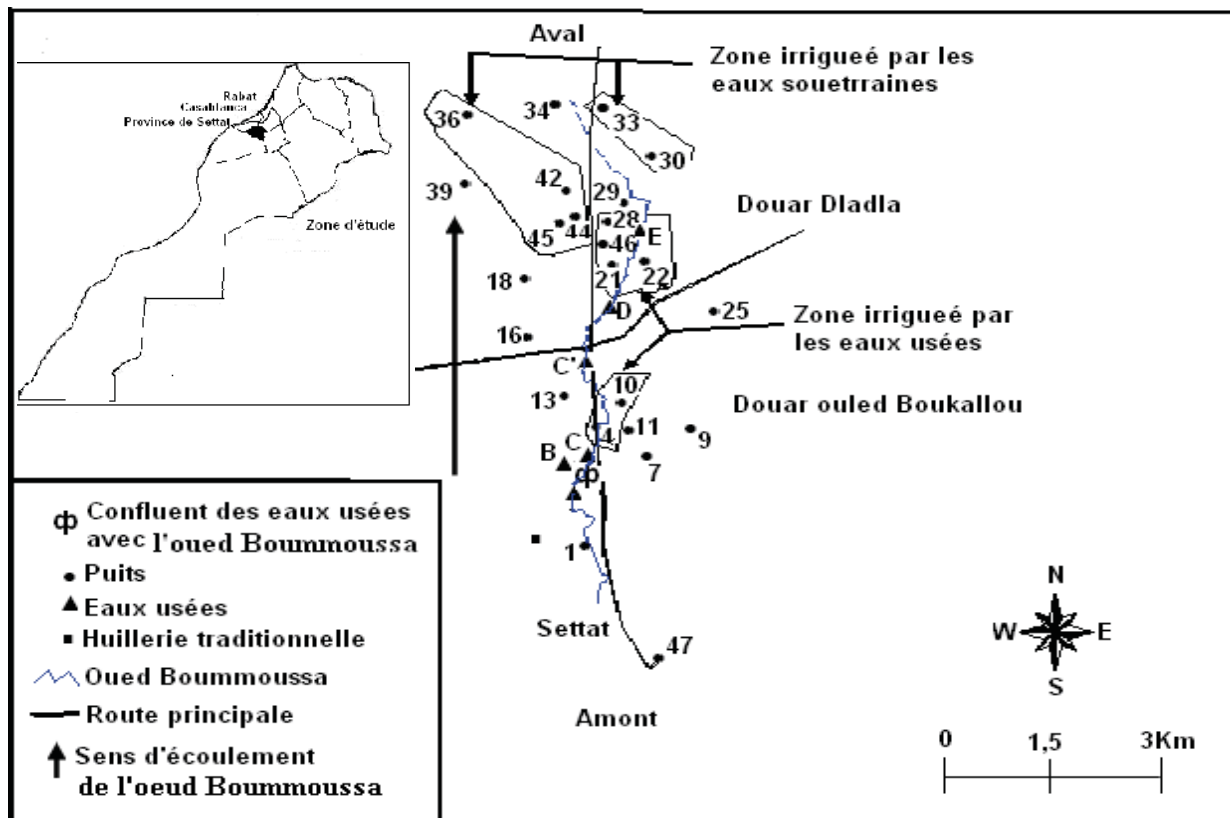 Aval
Zone irrigueé par les
eaux souetrraines
Rabat
Casablanca
Province de Settat
Zone d'étude
36
34
33
30
39
42
29
28
45
44
46
E
18
21
22
Douar Dladla
D
25
16
Zone irrigueé par
les eaux usées
C'
13
10
Douar ouled Boukallou
B
C
4
11
9
7
ф
1
Settat
47
Amont
ф Confluent des eaux usées
avec l'oued Boummoussa
Puits
Eaux usées
Huillerie traditionnelle
Oued Boummoussa
Route principale
Sens d'écoulement
de l'oeud Boummoussa
N
W E
S
0 1,5 3Km